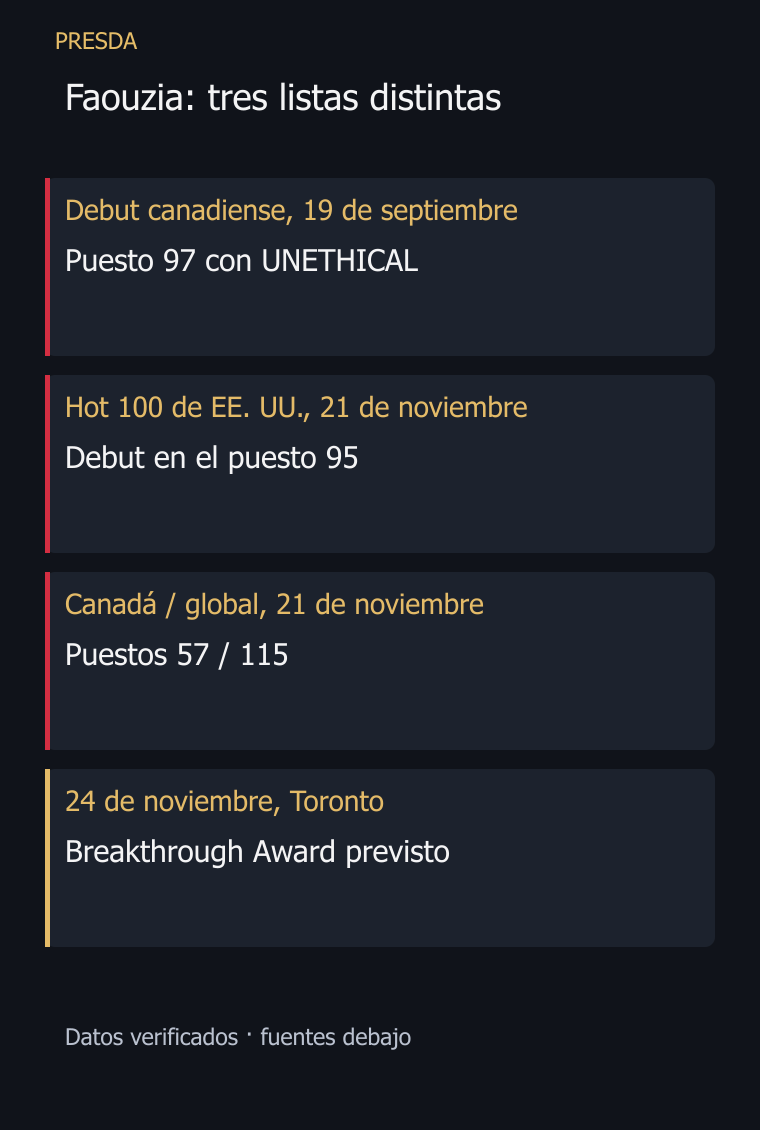 PRESDA
Faouzia: tres listas distintas
Debut canadiense, 19 de septiembre
Puesto 97 con UNETHICAL
Hot 100 de EE. UU., 21 de noviembre
Debut en el puesto 95
Canadá / global, 21 de noviembre
Puestos 57 / 115
24 de noviembre, Toronto
Breakthrough Award previsto
Datos verificados · fuentes debajo